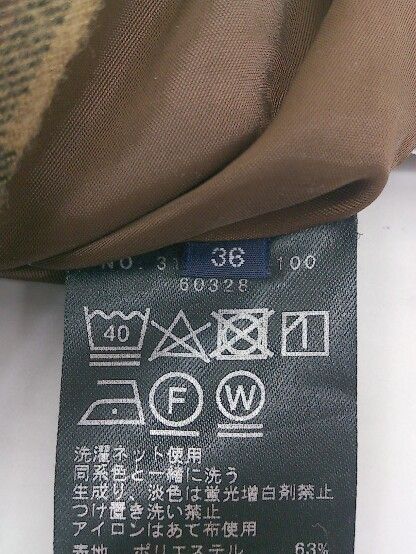 36
NO. 31 100
60328
40
F W
洗濯ネット使用
同系色と一緒に洗う
生成り、淡色は蛍光増白剤禁止
つけ置き洗い禁止
アイロンはあて布使用
表地 ポリエステル 63%